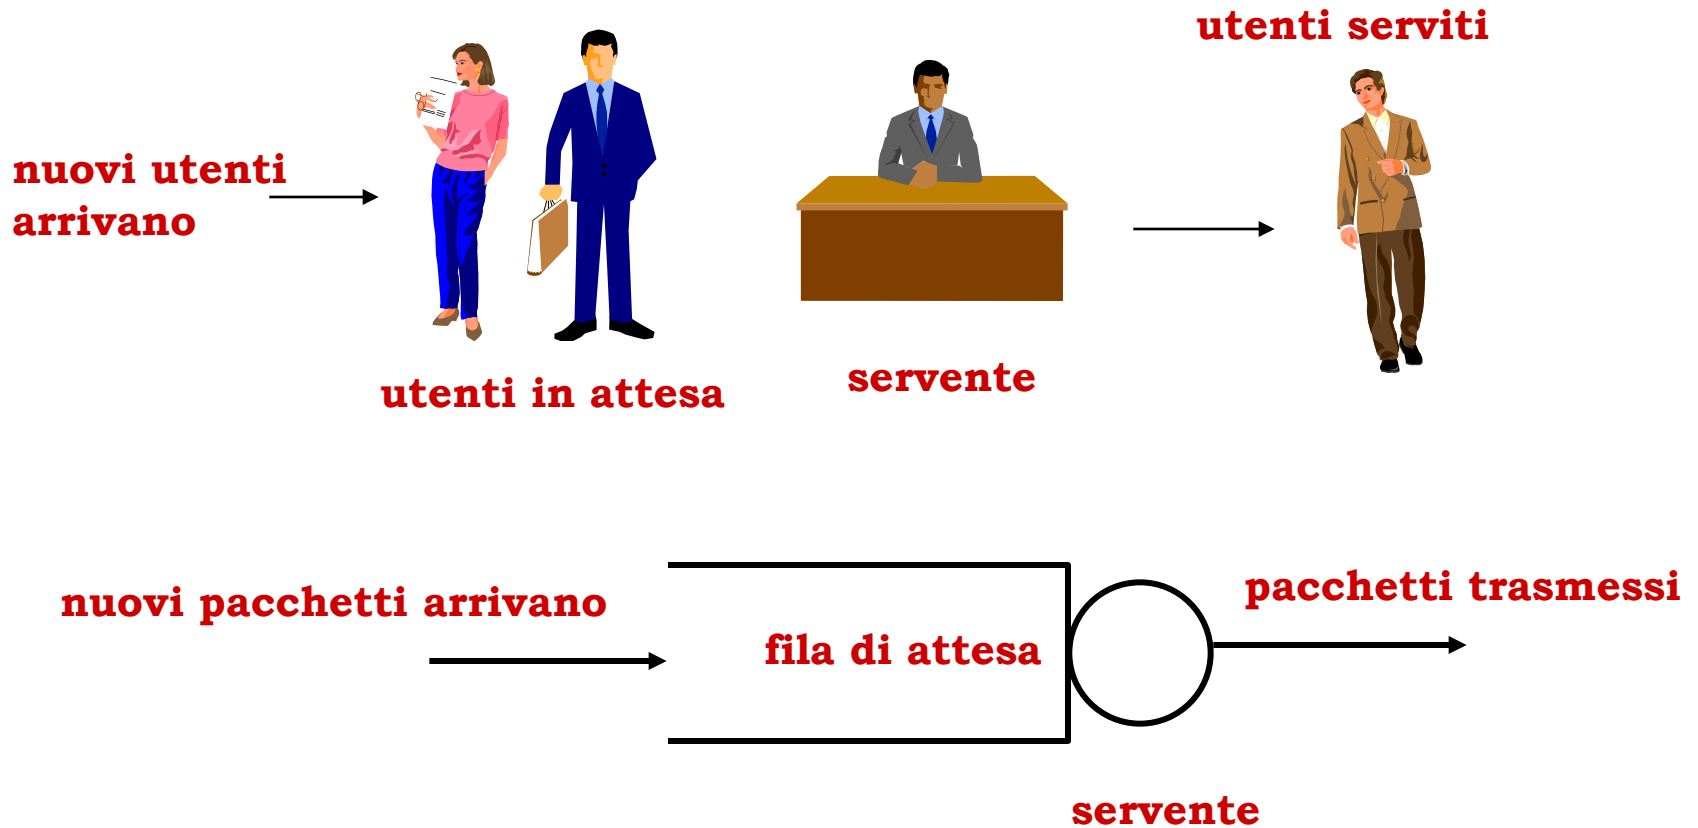 utenti serviti
nuovi utenti
arrivano
utenti in attesa
servente
nuovi pacchetti arrivano
pacchetti trasmessi
fila di attesa
servente